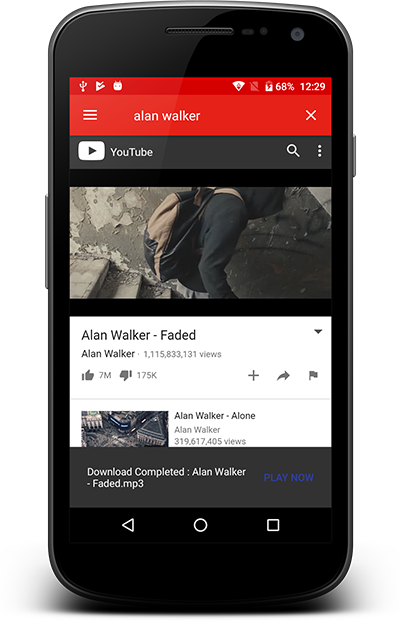 68% 12:29
alan walker
YouTube
Alan Walker - Faded
Alan Walker · 1,115,833,131 views
7M 175K
Alan Walker - Alone
Alan Walker
319,617,405 views
Download Completed : Alan Walker
- Faded.mp3
PLAY NOW